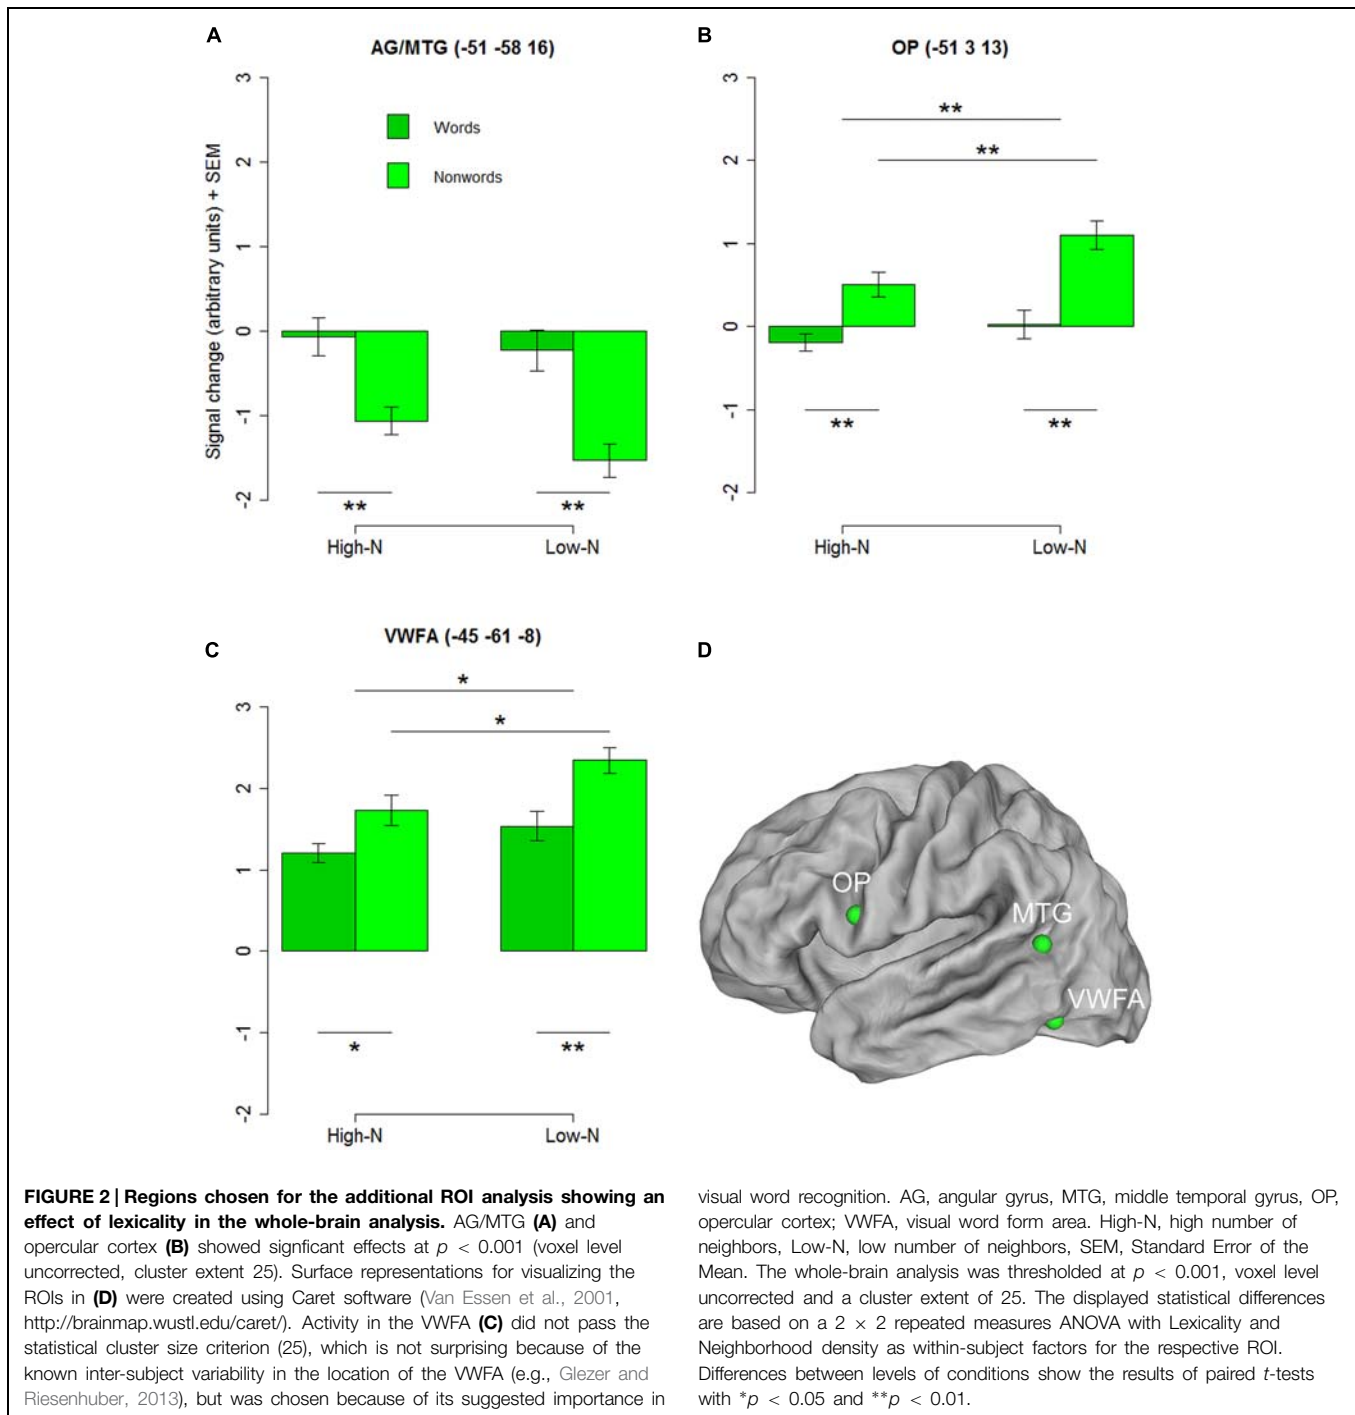 A
AG/MTG (-51 -58 16)
Signal change (arbitrary units) + SEM
3
2
1
0
-1
-2
Words
Nonwords
**
**
High-N
Low-N
B
OP (-51 3 13)
3
2
1
0
-1
-2
**
**
**
**
High-N
Low-N
C
VWFA (-45 -61 -8)
3
2
1
0
-1
-2
*
*
*
**
High-N
Low-N
D
OP
MTG
VWFA
FIGURE 2 | Regions chosen for the additional ROI analysis showing an
effect of lexicality in the whole-brain analysis. AG/MTG (A) and
opercular cortex (B) showed signficant effects at p < 0.001 (voxel level
uncorrected, cluster extent 25). Surface representations for visualizing the
ROIs in (D) were created using Caret software (Van Essen et al., 2001,
http://brainmap.wustl.edu/caret/). Activity in the VWFA (C) did not pass the
statistical cluster size criterion (25), which is not surprising because of the
known inter-subject variability in the location of the VWFA (e.g., Glezer and
Riesenhuber, 2013), but was chosen because of its suggested importance in
visual word recognition. AG, angular gyrus, MTG, middle temporal gyrus, OP,
opercular cortex; VWFA, visual word form area. High-N, high number of
neighbors, Low-N, low number of neighbors, SEM, Standard Error of the
Mean. The whole-brain analysis was thresholded at p < 0.001, voxel level
uncorrected and a cluster extent of 25. The displayed statistical differences
are based on a 2 × 2 repeated measures ANOVA with Lexicality and
Neighborhood density as within-subject factors for the respective ROI.
Differences between levels of conditions show the results of paired t-tests
with *p < 0.05 and **p < 0.01.